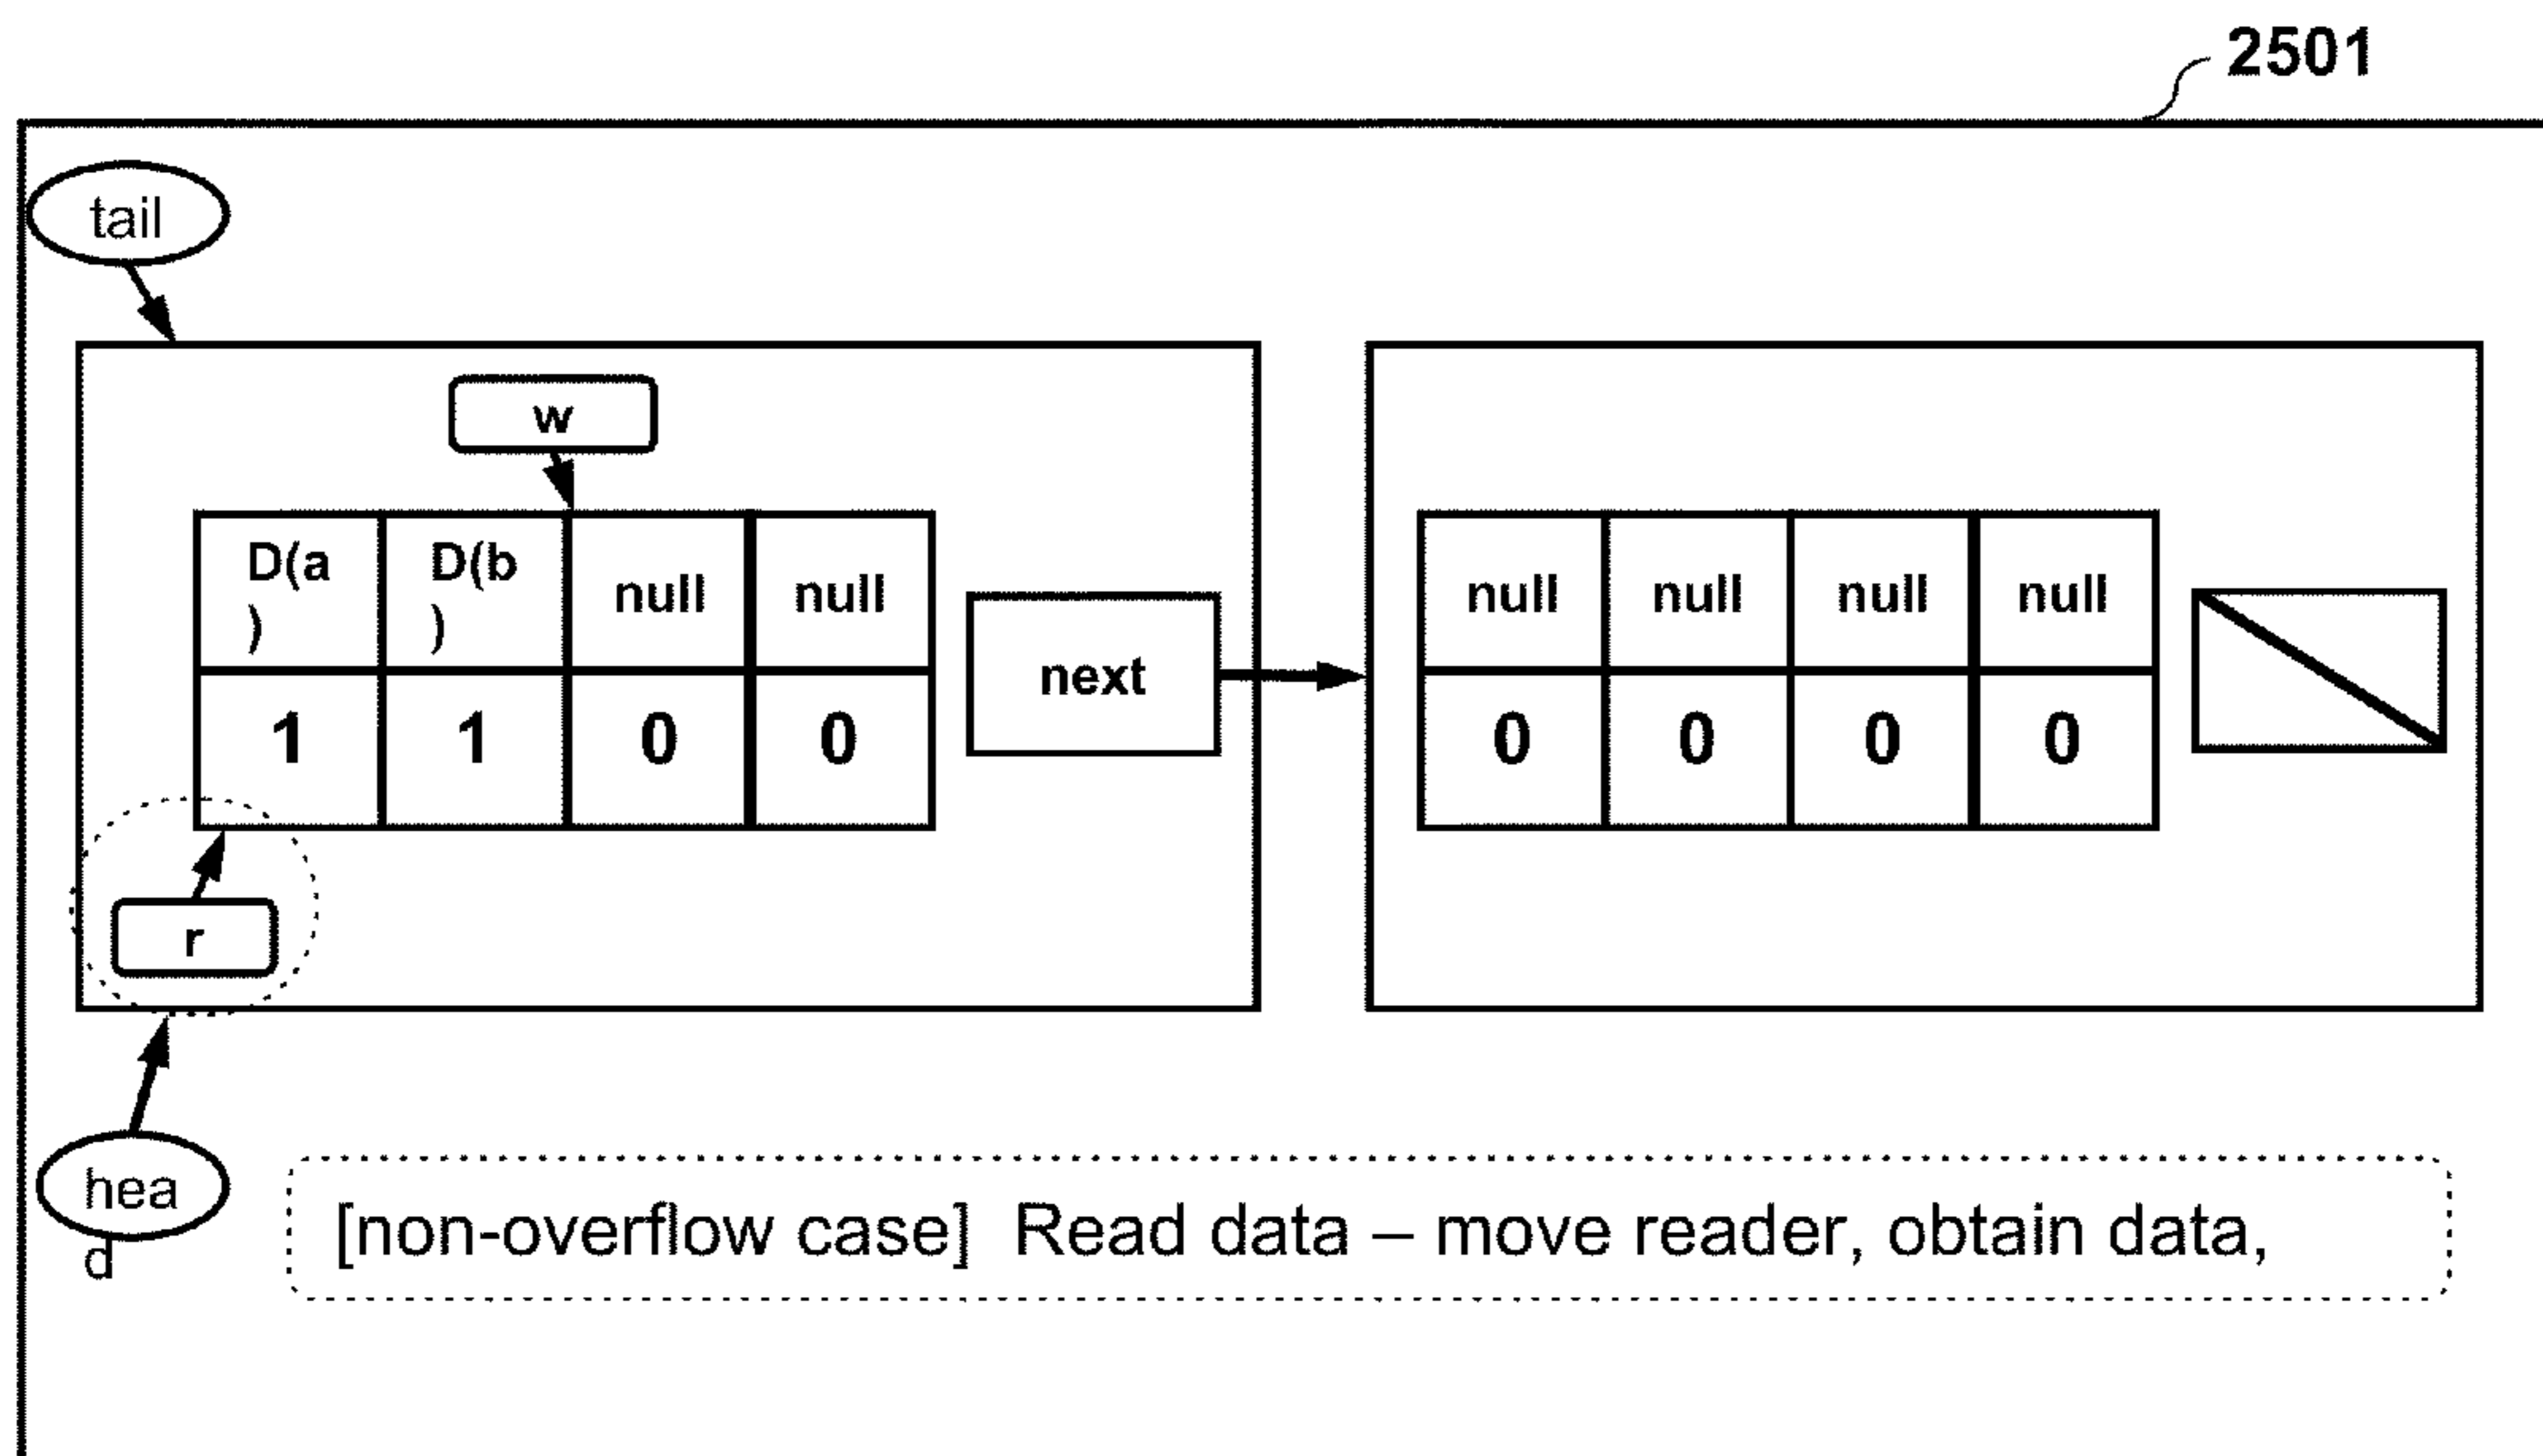 2501
tail
w
D(a
)
D(b
)
null
null
null
null
null
null
next
1
1
0
0
0
0
0
0
r
hea
d
[non-overflow case] Read data – move reader, obtain data,